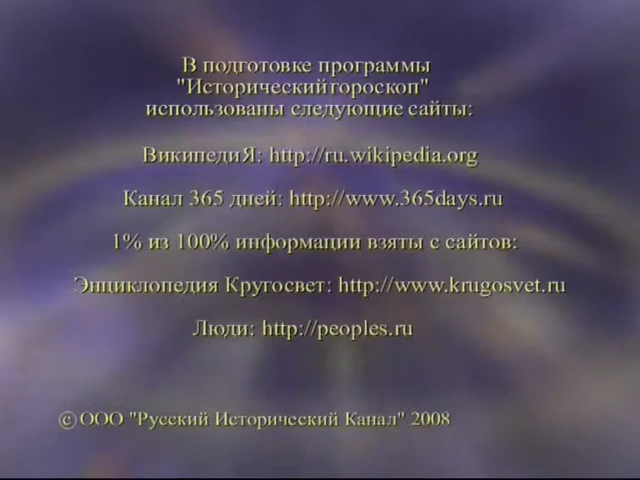 В подготовке программы
"Исторический гороскоп"
использованы следующие сайты:
ВикипедиЯ: http://ru.wikipedia.org
Канал 365 дней: http://www.365days.ru
1% из 100% информации взяты с сайтов:
Энциклопедия Кругосвет: http://www.krugosvet.ru
Люди: http://peoples.ru
© ООО "Русский Исторический Канал" 2008